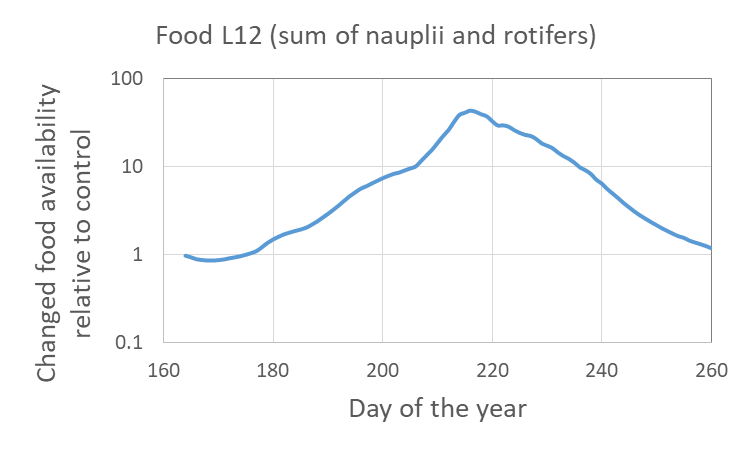 Food L12 (sum of nauplii and rotifers)
Changed food availability
relative to control
100
10
1
0.1
160 180 200 220 240 260
Day of the year